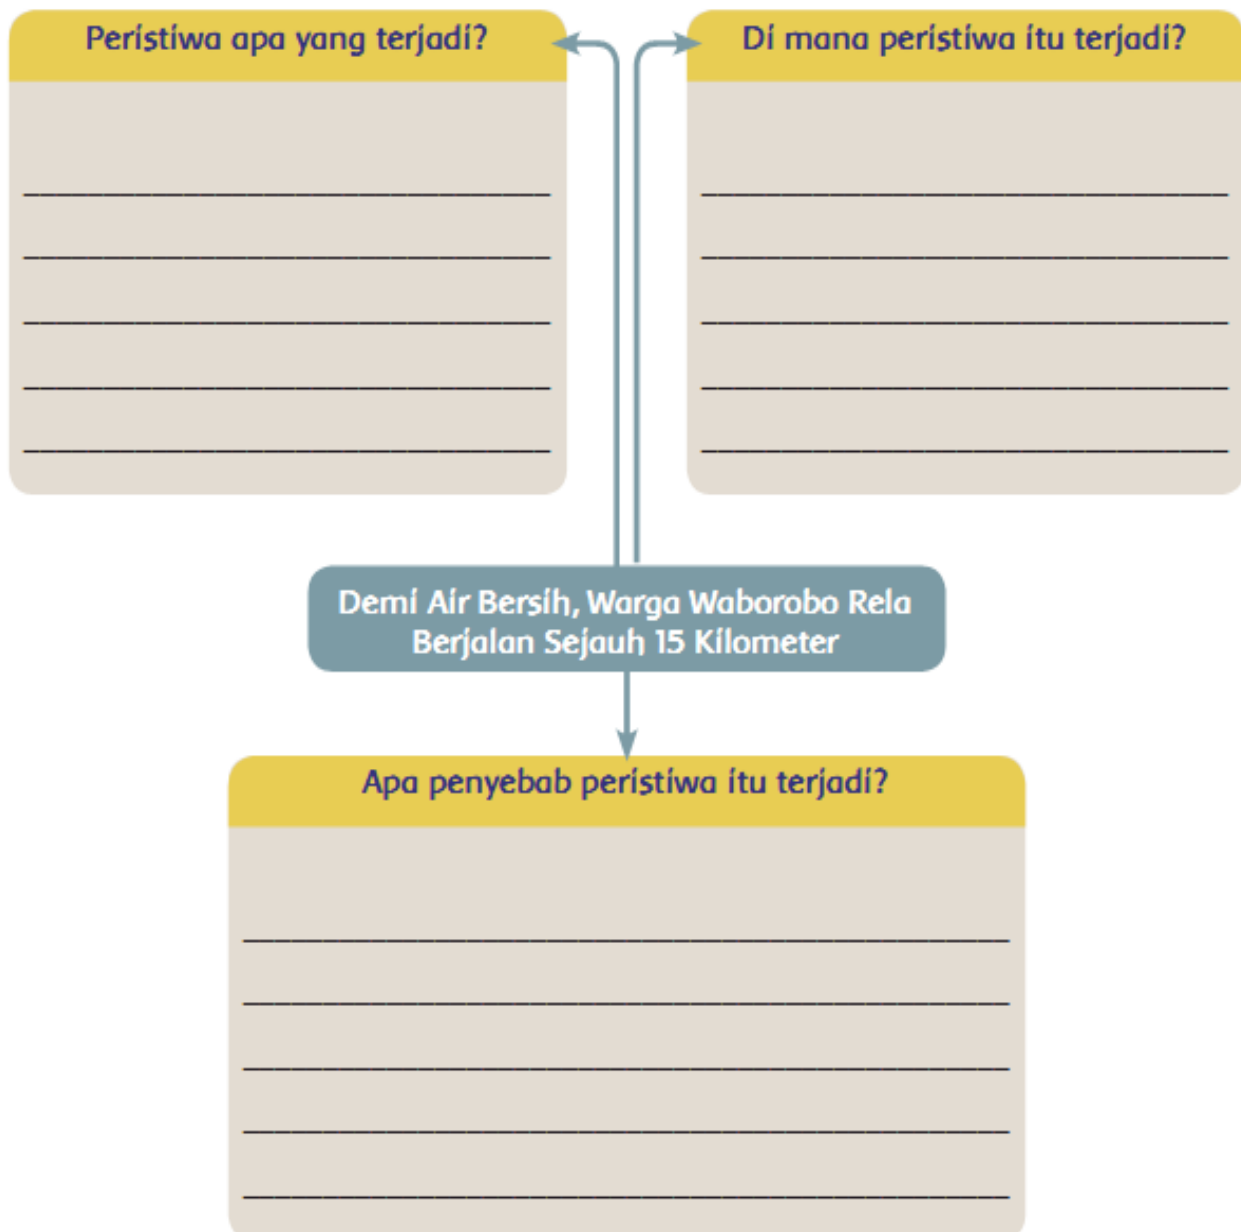 Peristiwa apa yang terjadi?
Di mana peristiwa itu terjadi?
Demi Air Bersih, Warga Waborobo Rela
Berjalan Sejauh 15 Kilometer
Apa penyebab peristiwa itu terjadi?